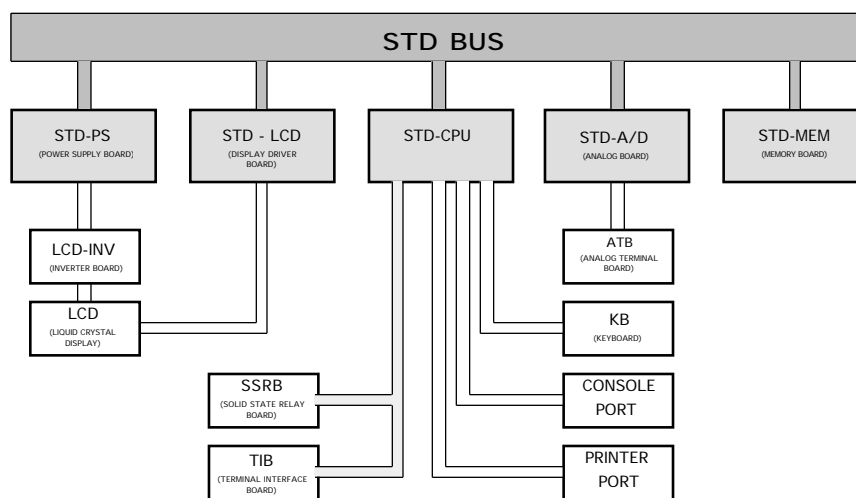 STD BUS
STD-PS
(POWER SUPPLY BOARD)
STD - LCD
(DISPLAY DRIVER
BOARD)
STD-CPU
STD-A/D
(ANALOG BOARD)
STD-MEM
(MEMORY BOARD)
LCD-INV
(INVERTER BOARD)
ATB
(ANALOG TERMINAL
BOARD)
LCD
(LIQUID CRYSTAL
DISPLAY)
KB
(KEYBOARD)
SSRB
(SOLID STATE RELAY
BOARD)
CONSOLE
PORT
TIB
(TERMINAL INTERFACE
BOARD)
PRINTER
PORT